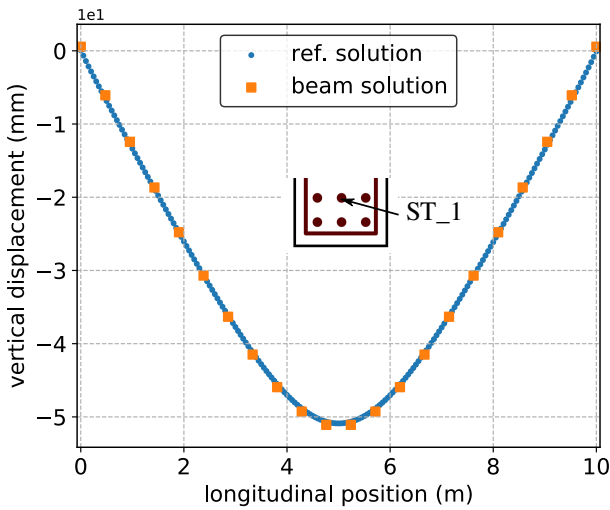 1e1
ref. solution
beam solution
0
−1
−2
−3
−4
−5
vertical displacement (mm)
ST_1
0 2 4 6 8 10
longitudinal position (m)